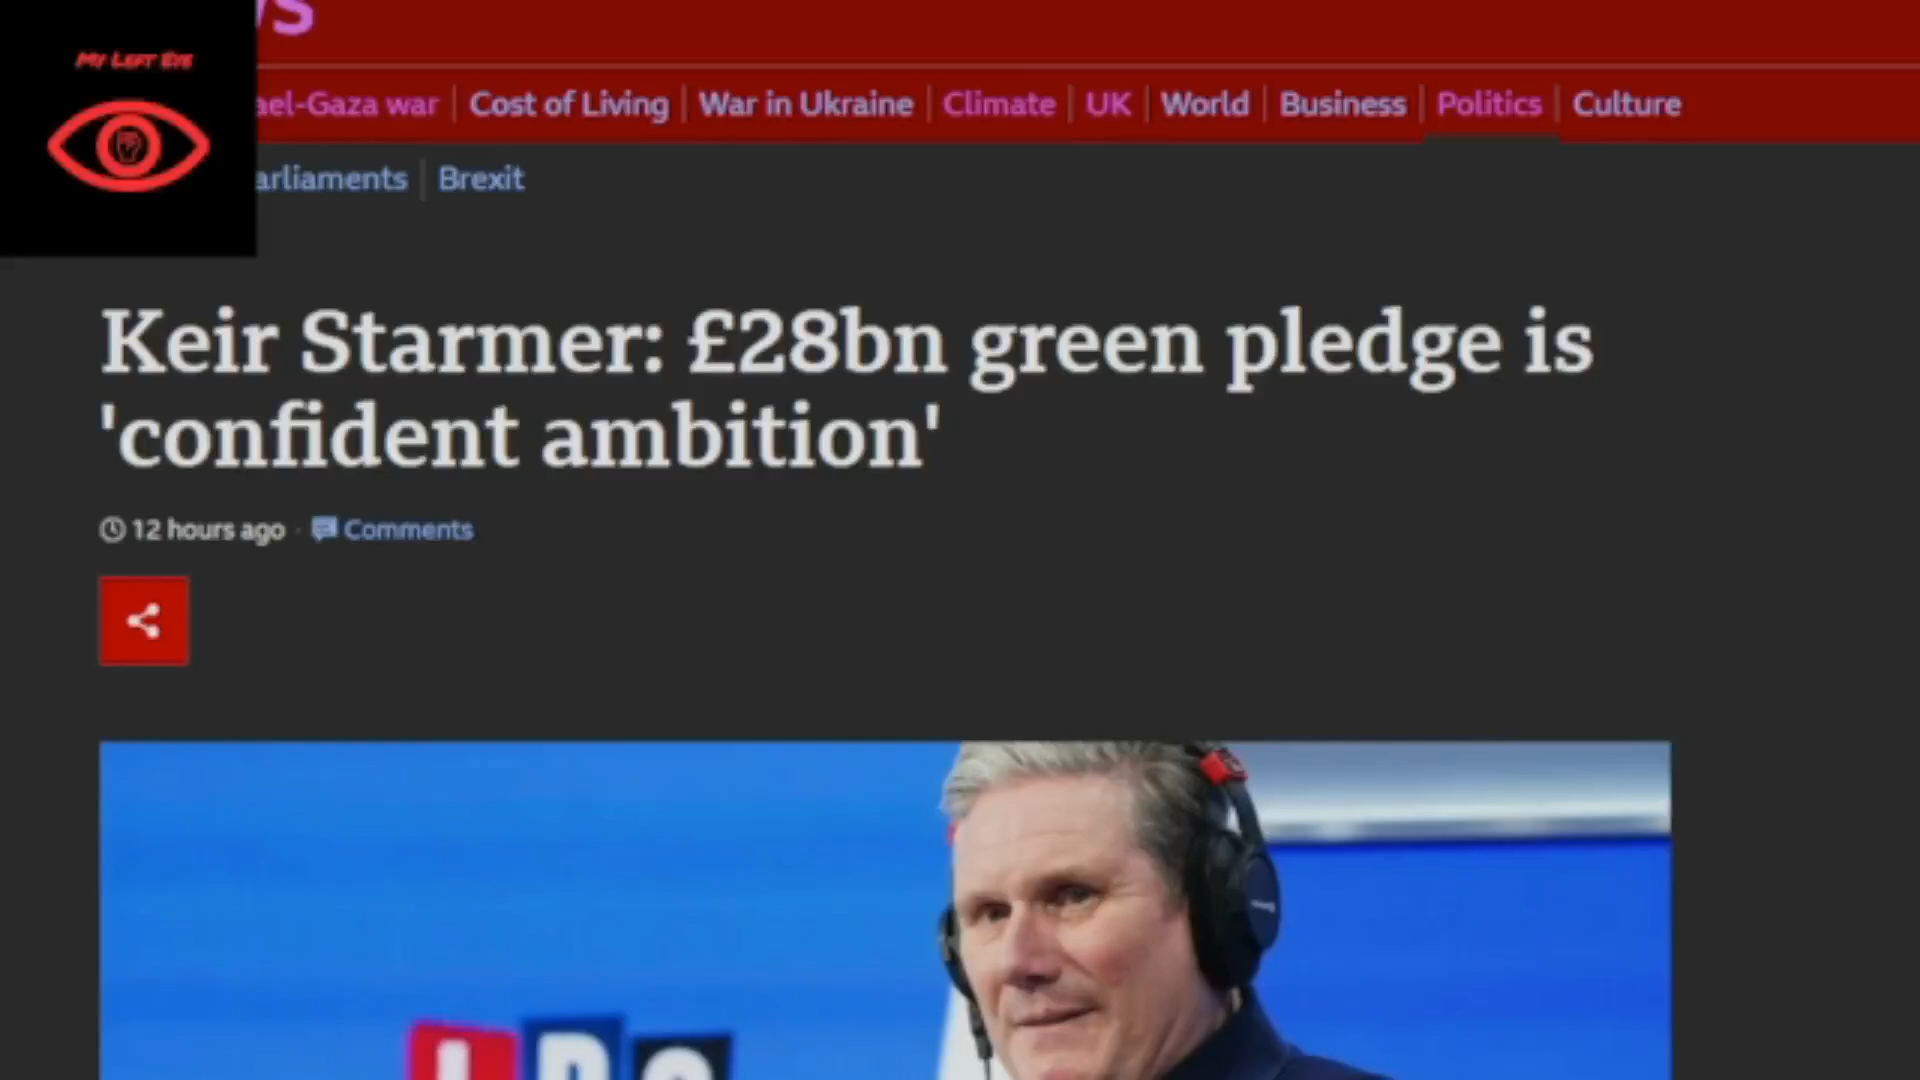 My Left Eye
ael-Gaza war | Cost of Living | War in Ukraine | Climate | UK | World | Business | Politics | Culture
arliaments | Brexit
Keir Starmer: £28bn green pledge is
'confident ambition'
12 hours ago · Comments
LBC